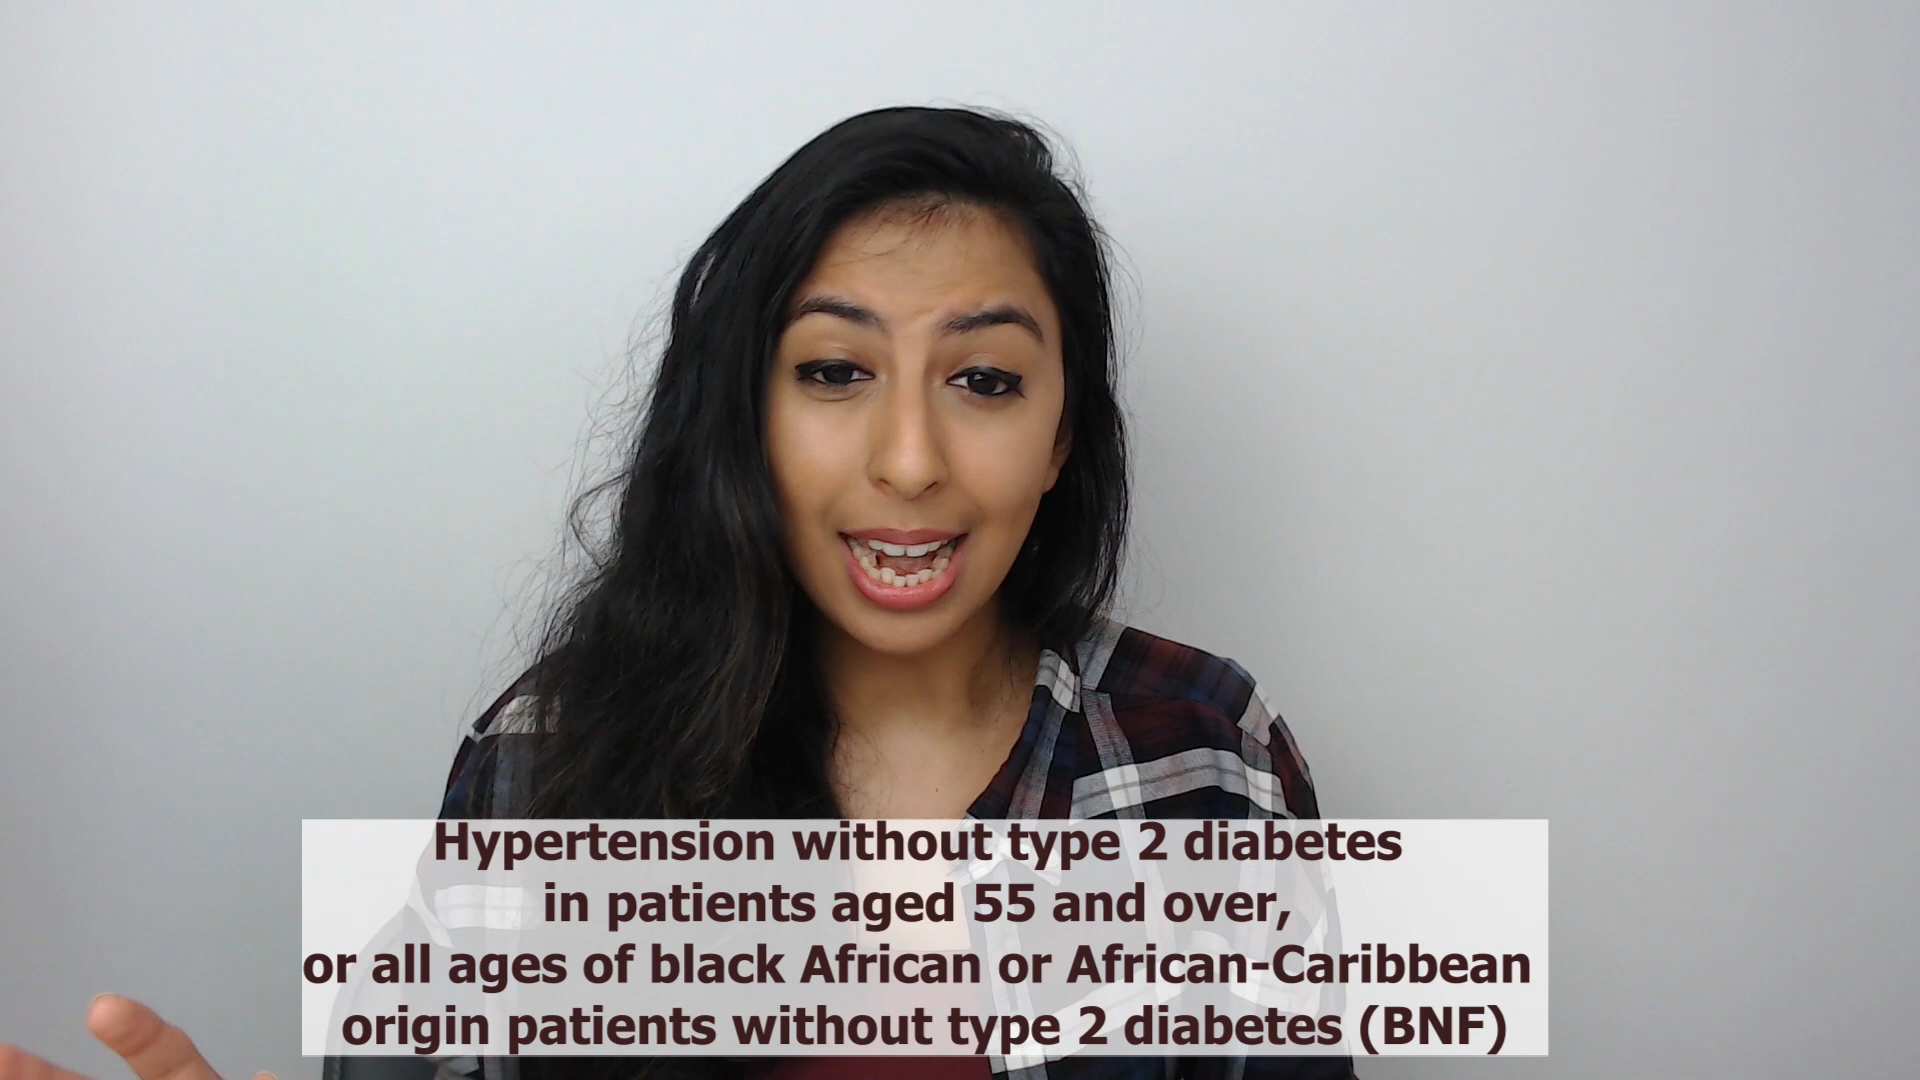 Hypertension without type 2 diabetes
in patients aged 55 and over,
or all ages of black African or African-Caribbean
origin patients without type 2 diabetes (BNF)